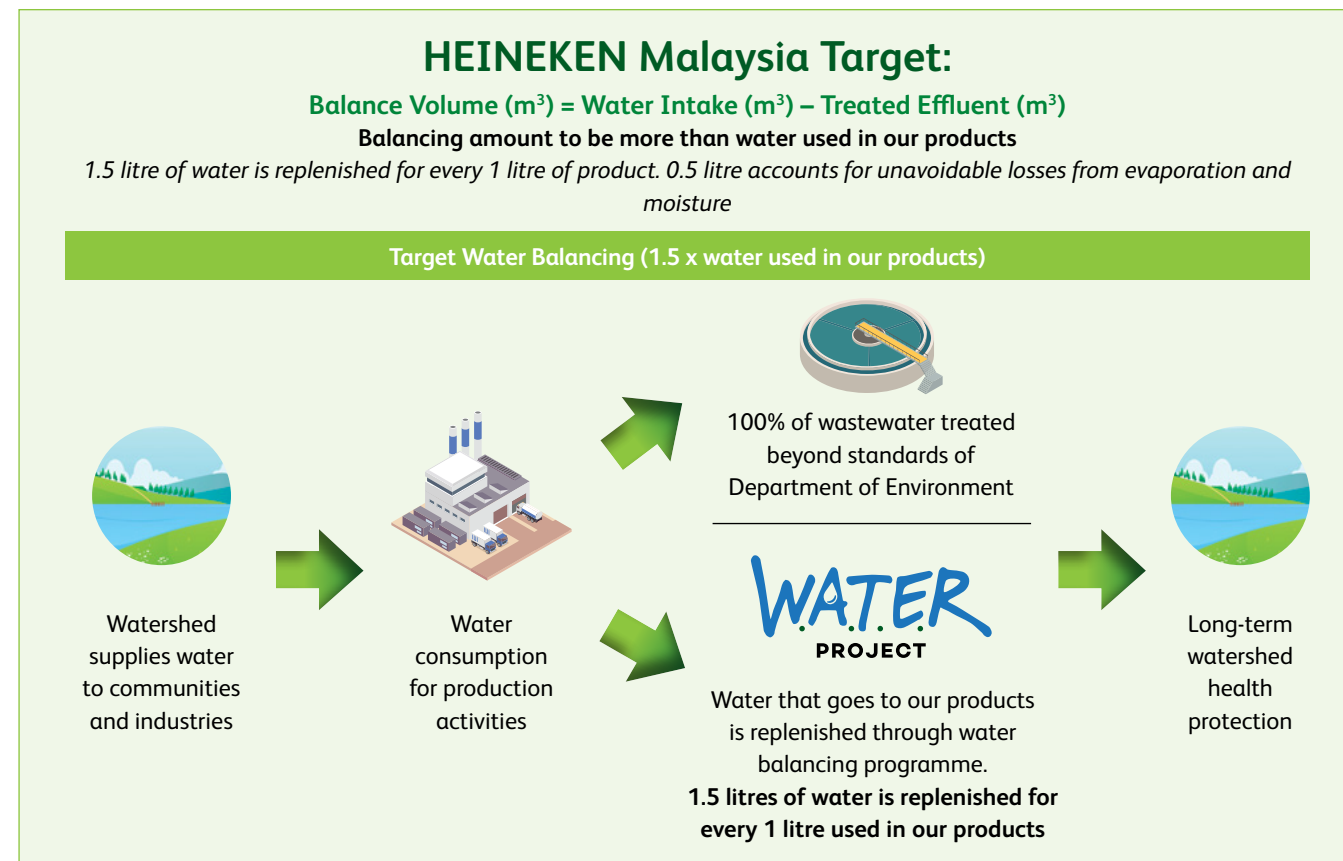 HEINEKEN Malaysia Target:
Balance Volume (m³) = Water Intake (m³) – Treated Effluent (m³)
Balancing amount to be more than water used in our products
1.5 litre of water is replenished for every 1 litre of product. 0.5 litre accounts for unavoidable losses from evaporation and
moisture
Target Water Balancing (1.5 x water used in our products)
Watershed
supplies water
to communities
and industries
Water
consumption
for production
activities
100% of wastewater treated
beyond standards of
Department of Environment
W.A.T.E.R
PROJECT
Water that goes to our products
is replenished through water
balancing programme.
1.5 litres of water is replenished for
every 1 litre used in our products
Long-term
watershed
health
protection